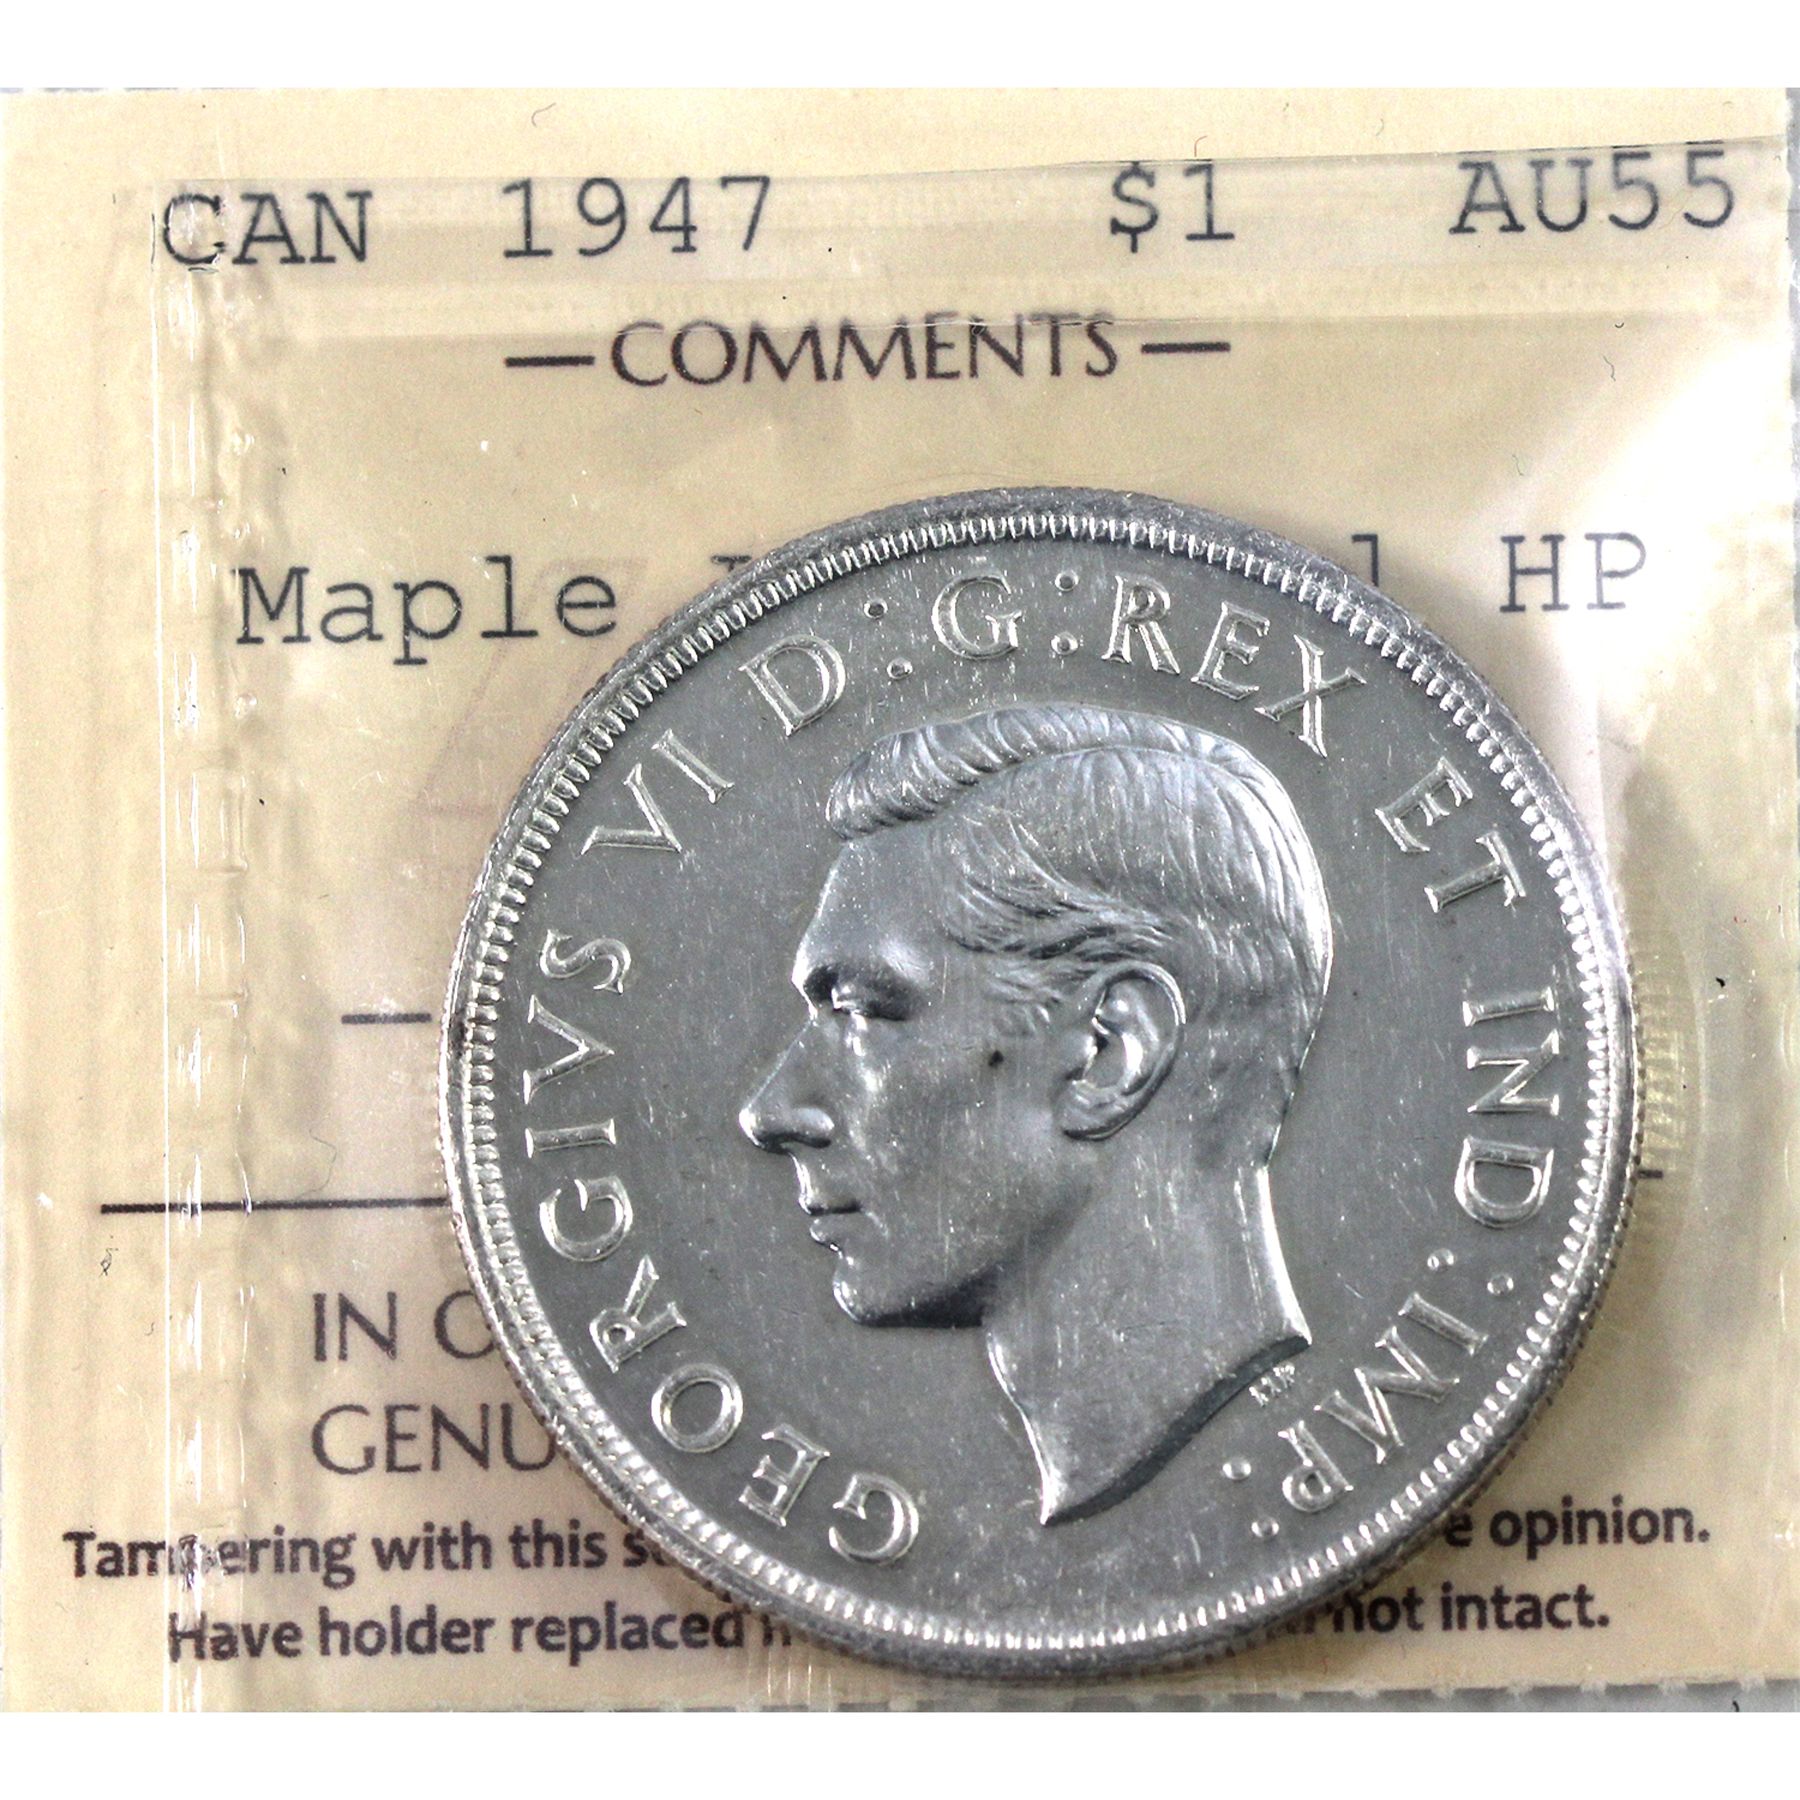 CAN 1947 $1 AU55
—COMMENTS—
Maple HP
GEORGIVS VI D:G:REX ET IND:IMP:
HP
IN
GENU
Tampering with this opinion.
Have holder replaced not intact.